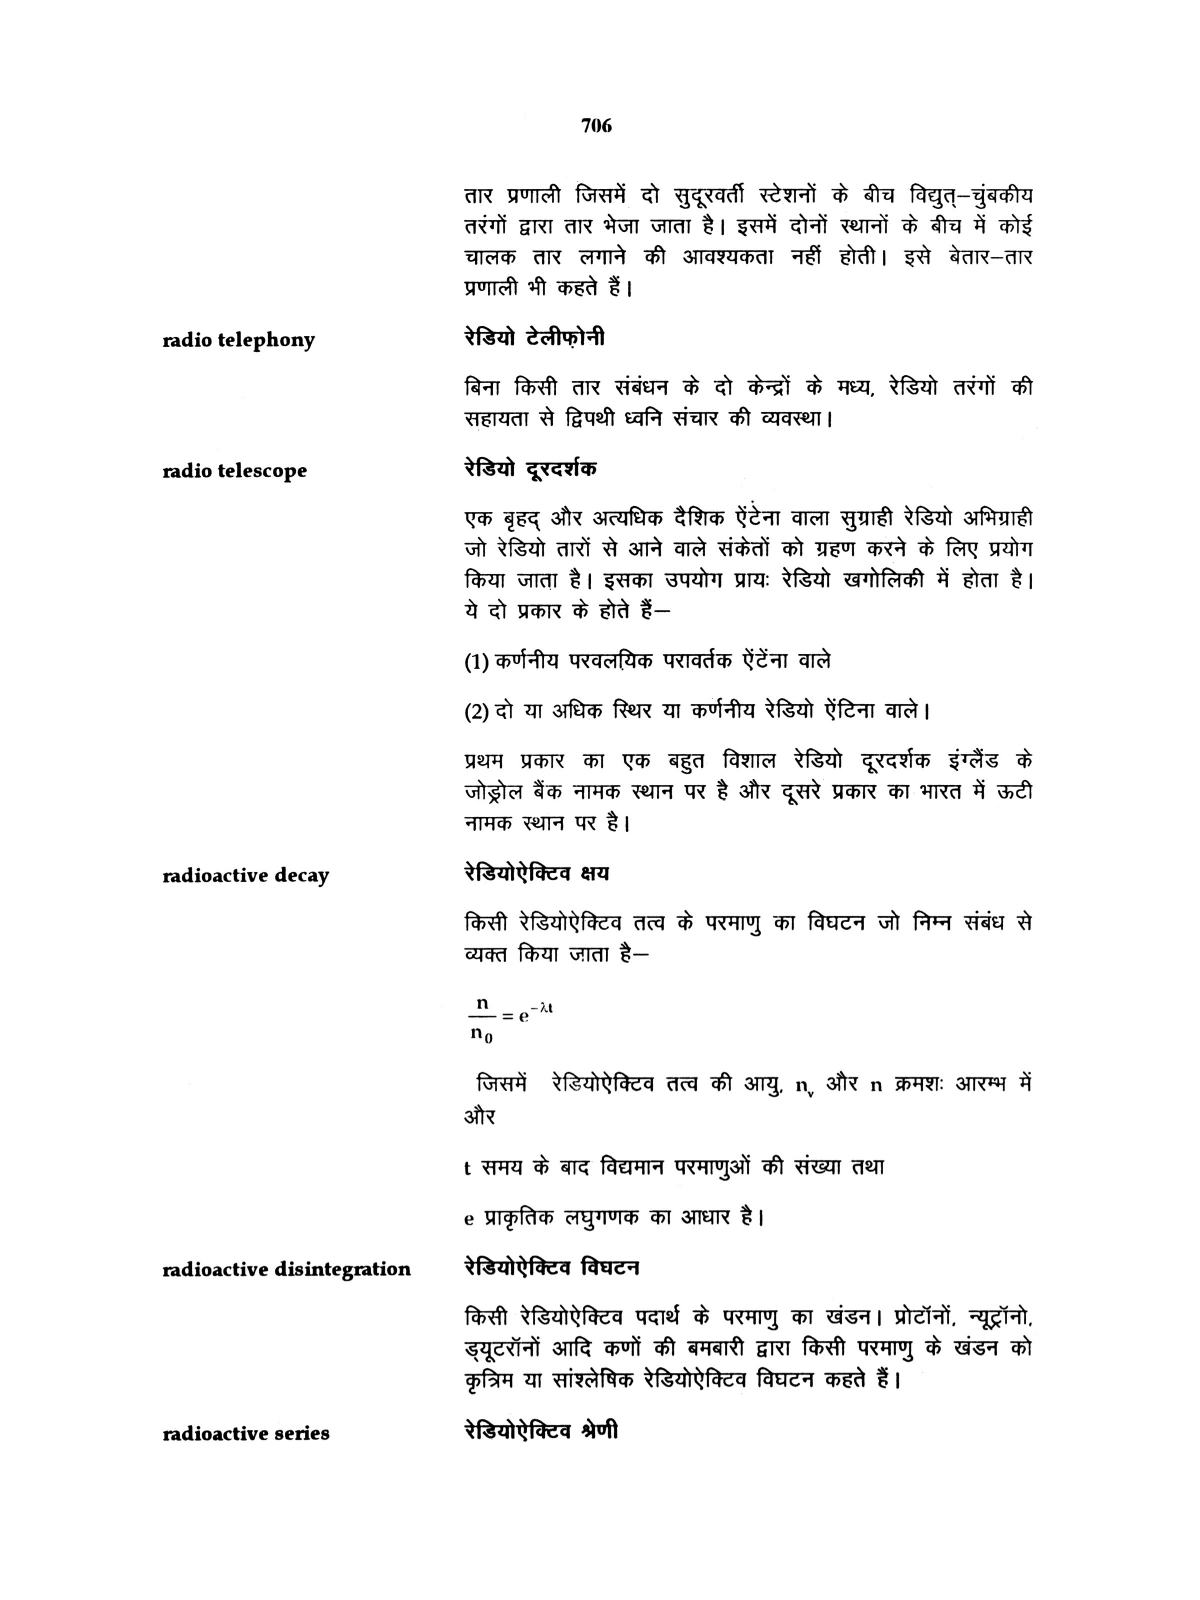 706
तार प्रणाली जिसमें दो सुदूरवर्ती स्टेशनों के बीच विद्युत्–चुंबकीय
तरंगों द्वारा तार भेजा जाता है। इसमें दोनों स्थानों के बीच में कोई
चालक तार लगाने की आवश्यकता नहीं होती। इसे बेतार–तार
प्रणाली भी कहते हैं।
radio telephony रेडियो टेलीफ़ोनी
बिना किसी तार संबंधन के दो केन्द्रों के मध्य, रेडियो तरंगों की
सहायता से द्विपथी ध्वनि संचार की व्यवस्था।
radio telescope रेडियो दूरदर्शक
एक बृहद् और अत्यधिक दैशिक ऐंटेना वाला सुग्राही रेडियो अभिग्राही
जो रेडियो तारों से आने वाले संकेतों को ग्रहण करने के लिए प्रयोग
किया जाता है। इसका उपयोग प्रायः रेडियो खगोलिकी में होता है।
ये दो प्रकार के होते हैं–
(1) कर्णनीय परवलयिक परावर्तक ऐंटेंना वाले
(2) दो या अधिक स्थिर या कर्णनीय रेडियो ऐंटिना वाले।
प्रथम प्रकार का एक बहुत विशाल रेडियो दूरदर्शक इंग्लैंड के
जोड्रोल बैंक नामक स्थान पर है और दूसरे प्रकार का भारत में ऊटी
नामक स्थान पर है।
radioactive decay रेडियोऐक्टिव क्षय
किसी रेडियोऐक्टिव तत्व के परमाणु का विघटन जो निम्न संबंध से
व्यक्त किया जाता है–
n/n₀ = e^-λt
जिसमें रेडियोऐक्टिव तत्व की आयु, nᵥ और n क्रमशः आरम्भ में
और
t समय के बाद विद्यमान परमाणुओं की संख्या तथा
e प्राकृतिक लघुगणक का आधार है।
radioactive disintegration रेडियोऐक्टिव विघटन
किसी रेडियोऐक्टिव पदार्थ के परमाणु का खंडन। प्रोटॉनों, न्यूट्रॉनो,
ड्यूटरॉनों आदि कणों की बमबारी द्वारा किसी परमाणु के खंडन को
कृत्रिम या सांश्लेषिक रेडियोऐक्टिव विघटन कहते हैं।
radioactive series रेडियोऐक्टिव श्रेणी